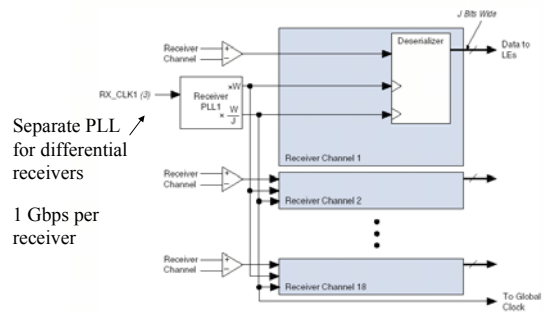 J Bits Wide
Deserializer
Receiver
Channel
+
−
Data to
LEs
RX_CLK1 (3)
Receiver
PLL1
×W
× W
J
Separate PLL
for differential
receivers
1 Gbps per
receiver
Receiver Channel 1
Receiver
Channel
+
−
Receiver Channel 2
Receiver
Channel
+
−
Receiver Channel 18
To Global
Clock